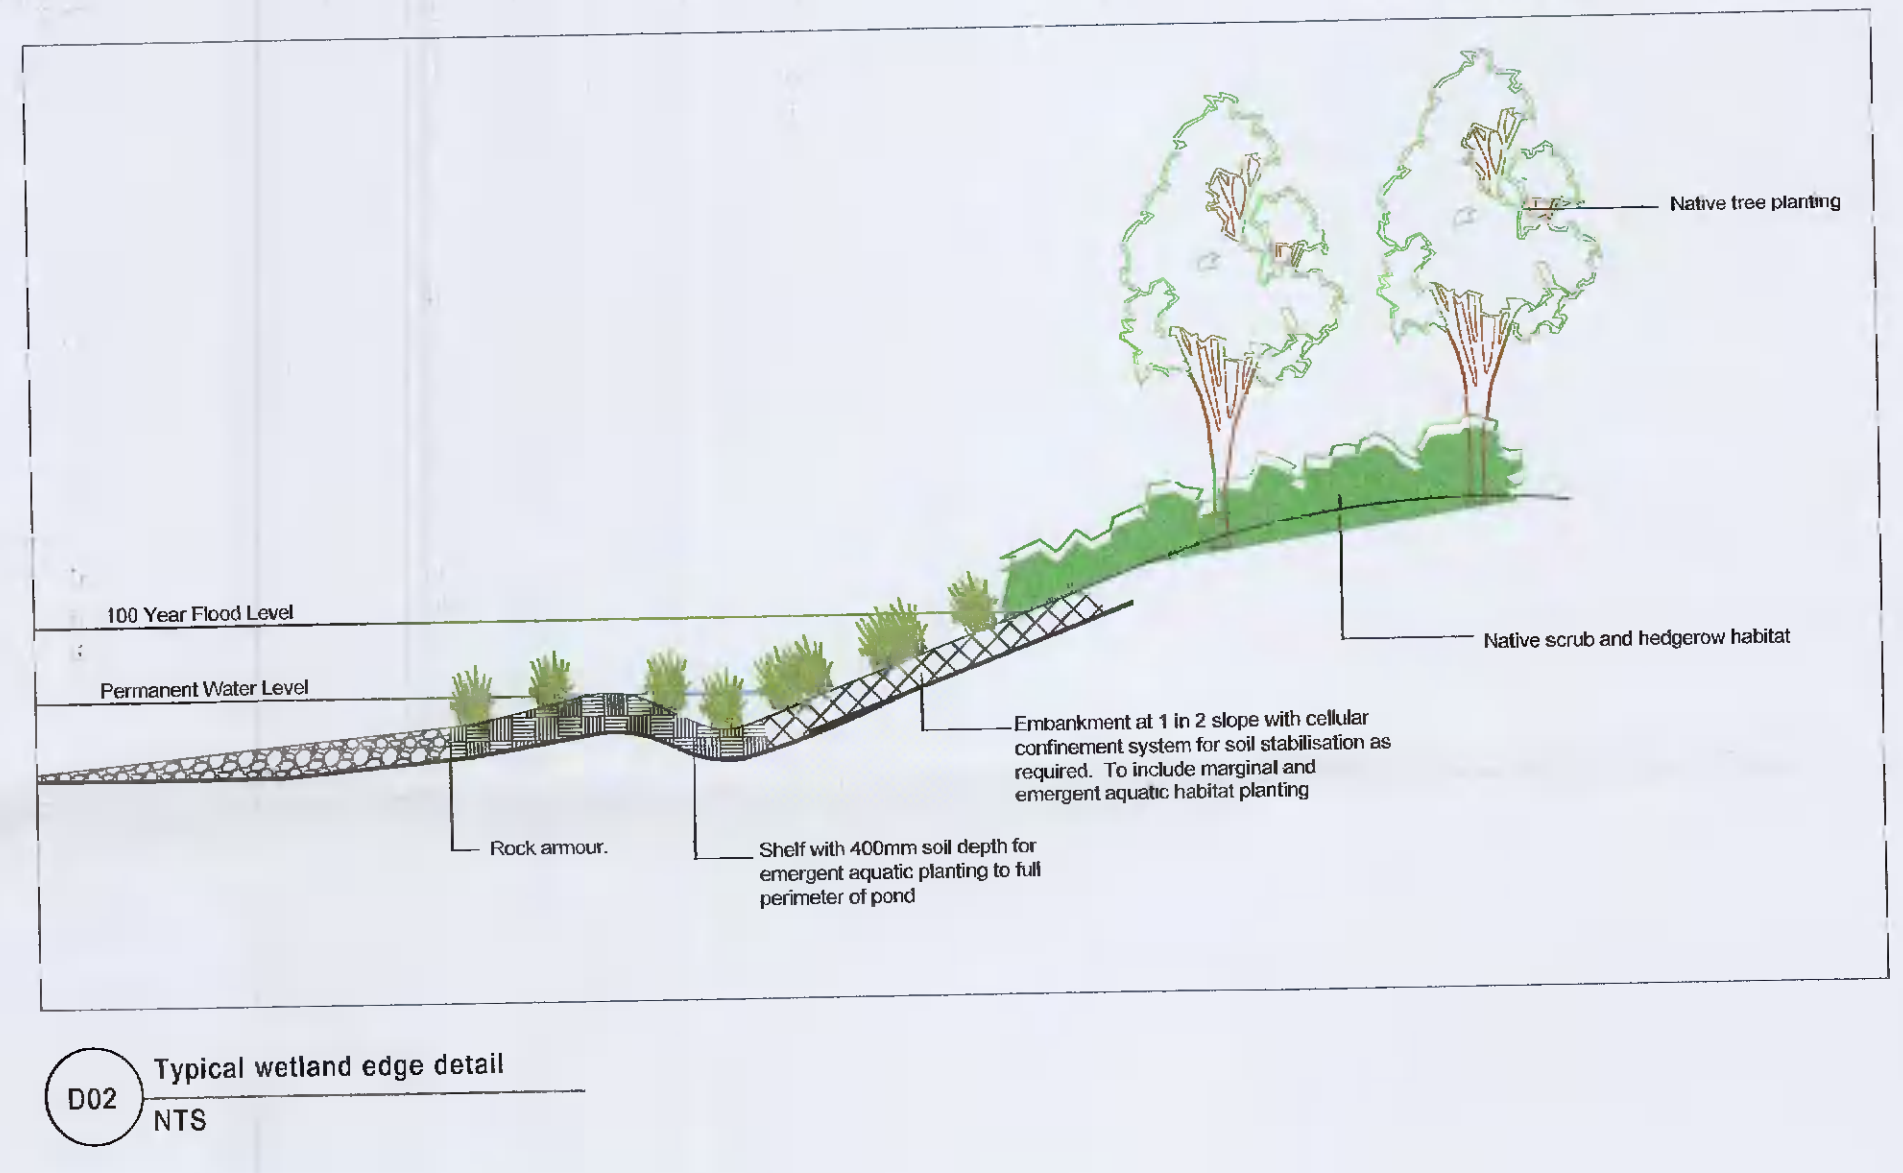 Native tree planting
100 Year Flood Level
Native scrub and hedgerow habitat
Permanent Water Level
Embankment at 1 in 2 slope with cellular
confinement system for soil stabilisation as
required. To include marginal and
emergent aquatic habitat planting
Rock armour.
Shelf with 400mm soil depth for
emergent aquatic planting to full
perimeter of pond
D02
Typical wetland edge detail
NTS